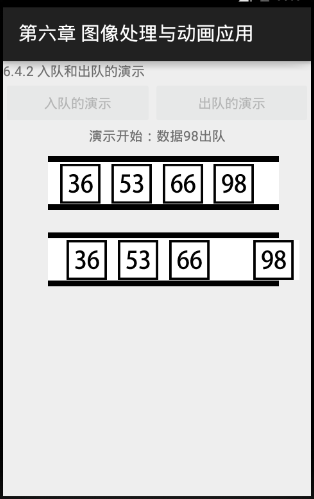 第六章 图像处理与动画应用
6.4.2 入队和出队的演示
入队的演示 出队的演示
演示开始：数据98出队
36 53 66 98
36 53 66 98